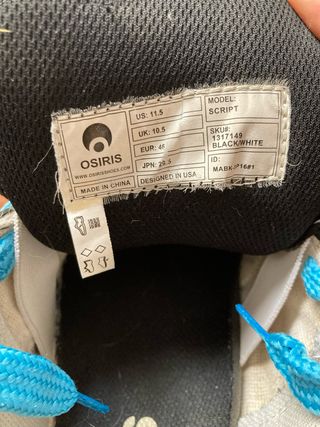 OSIRIS
WWW.OSIRISSHOES.COM
MADE IN CHINA
US: 11.5
UK: 10.5
EUR: 46
JPN: 29.5
DESIGNED IN USA
MODEL:
SCRIPT
SKU#:
1317149
BLACK/WHITE
ID: